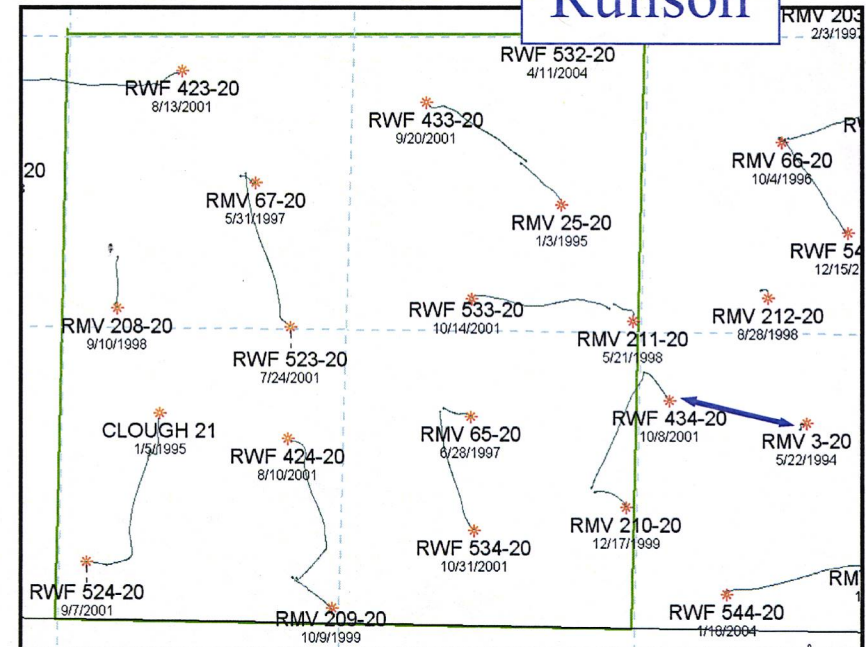 Rulison
RMV 203
2/3/1997
RWF 532-20
4/11/2004
RWF 423-20
8/13/2001
RWF 433-20
9/20/2001
20
RMV 66-20
10/4/1996
RMV 67-20
5/31/1997
RMV 25-20
1/3/1995
RWF 54
12/15/2
RMV 208-20
9/10/1998
RWF 533-20
10/14/2001
RMV 211-20
5/21/1998
RMV 212-20
8/28/1998
RWF 523-20
7/24/2001
CLOUGH 21
1/5/1995
RWF 424-20
8/10/2001
RMV 65-20
6/28/1997
RWF 434-20
10/8/2001
RMV 3-20
5/22/1994
RMV 210-20
12/17/1999
RWF 534-20
10/31/2001
RWF 524-20
9/7/2001
RMV 209-20
10/9/1999
RWF 544-20
1/18/2004
RM